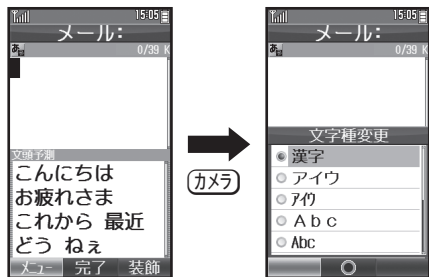 15:05
メール:
あ
0/39 K
文頭予測
こんにちは
お疲れさま
これから 最近
どう ねぇ
メニュー 完了 装飾
カメラ
15:05
メール:
あ
0/39 K
文字種変更
漢字
アイウ
ｱｲｳ
Ａｂｃ
Abc